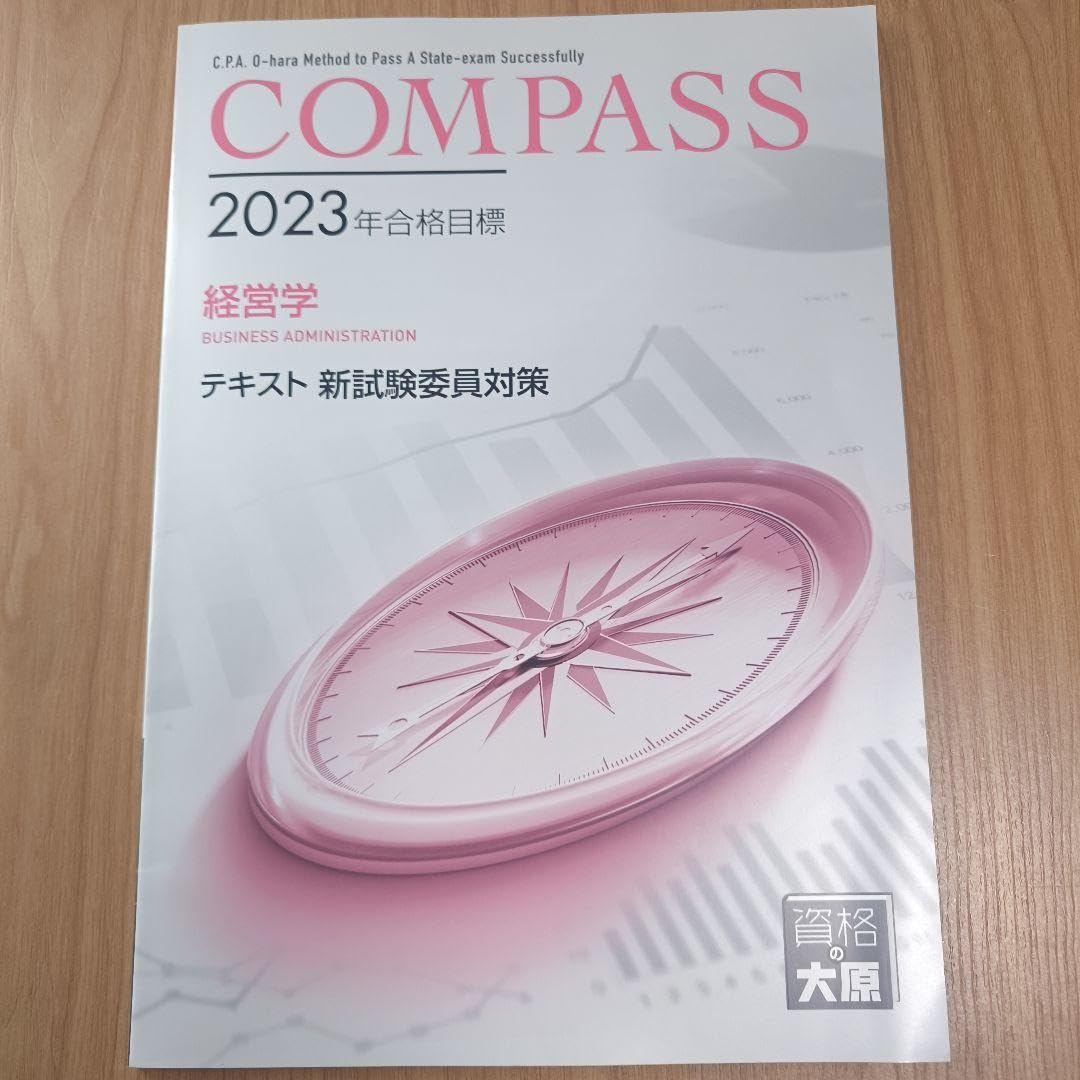 C.P.A. O-hara Method to Pass A State-exam Successfully
COMPASS
2023年合格目標
経営学
BUSINESS ADMINISTRATION
テキスト 新試験委員対策
資格
の
大原